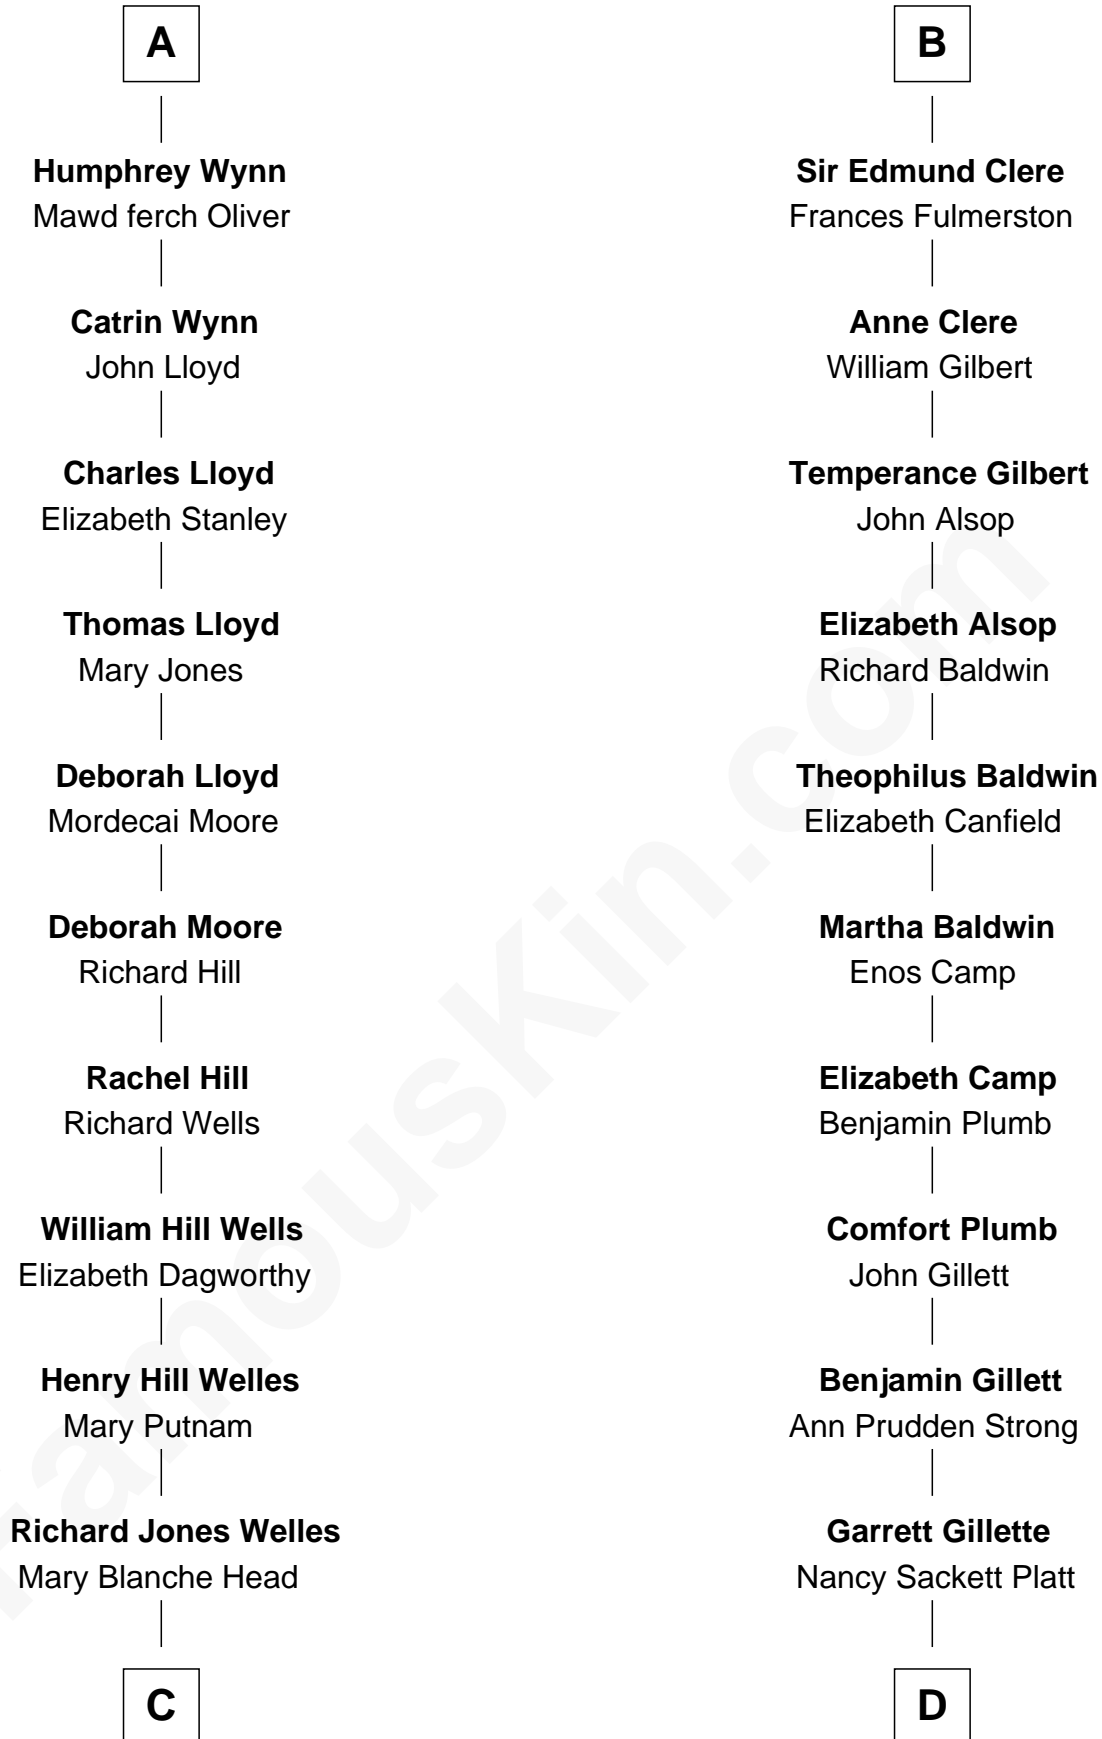 A
Humphrey Wynn
Mawd ferch Oliver
Catrin Wynn
John Lloyd
Charles Lloyd
Elizabeth Stanley
Thomas Lloyd
Mary Jones
Deborah Lloyd
Mordecai Moore
Deborah Moore
Richard Hill
Rachel Hill
Richard Wells
William Hill Wells
Elizabeth Dagworthy
Henry Hill Welles
Mary Putnam
Richard Jones Welles
Mary Blanche Head
C
B
Sir Edmund Clere
Frances Fulmerston
Anne Clere
William Gilbert
Temperance Gilbert
John Alsop
Elizabeth Alsop
Richard Baldwin
Theophilus Baldwin
Elizabeth Canfield
Martha Baldwin
Enos Camp
Elizabeth Camp
Benjamin Plumb
Comfort Plumb
John Gillett
Benjamin Gillett
Ann Prudden Strong
Garrett Gillette
Nancy Sackett Platt
D
FamousKin.com